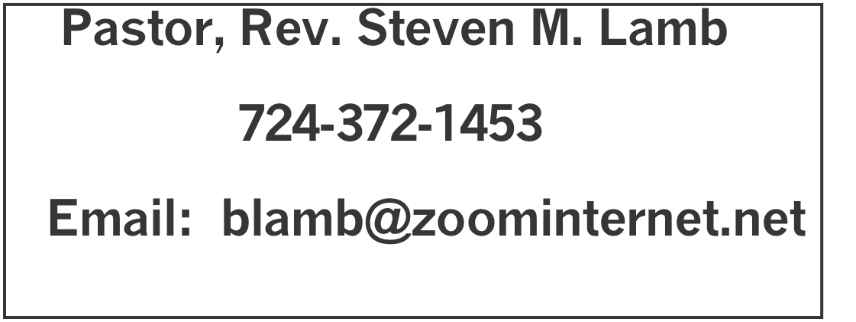 Pastor, Rev. Steven M. Lamb
724-372-1453
Email: blamb@zoominternet.net